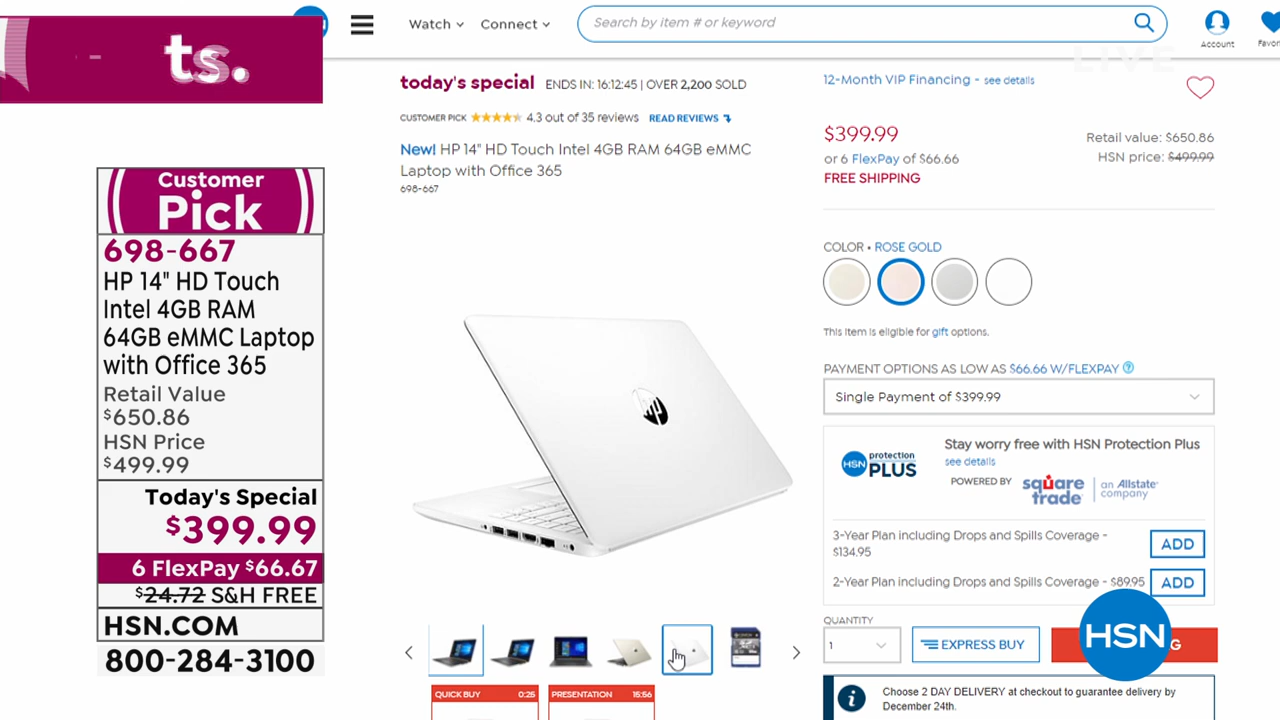 ts.
Customer
Pick
698-667
HP 14" HD Touch
Intel 4GB RAM
64GB eMMC Laptop
with Office 365
Retail Value
$650.86
HSN Price
$499.99
Today's Special
$399.99
6 FlexPay $66.67
$24.72 S&H FREE
HSN.COM
800-284-3100
Watch
Connect
Search by item # or keyword
Account
LIVE
today's special ENDS IN: 16:12:45 | OVER 2,200 SOLD
CUSTOMER PICK 4.3 out of 35 reviews READ REVIEWS
New! HP 14" HD Touch Intel 4GB RAM 64GB eMMC
Laptop with Office 365
698-667
hp
QUICK BUY 0:25
PRESENTATION 15:56
12-Month VIP Financing - see details
$399.99
Retail value: $650.86
or 6 FlexPay of $66.66
HSN price: $499.99
FREE SHIPPING
COLOR • ROSE GOLD
This item is eligible for gift options.
PAYMENT OPTIONS AS LOW AS $66.66 W/FLEXPAY ?
Single Payment of $399.99
HSN protection PLUS
Stay worry free with HSN Protection Plus
see details
POWERED BY square trade | an Allstate company
3-Year Plan including Drops and Spills Coverage -
$134.95
ADD
2-Year Plan including Drops and Spills Coverage - $89.95
ADD
QUANTITY
1
EXPRESS BUY
HSN
G
i
Choose 2 DAY DELIVERY at checkout to guarantee delivery by
December 24th.